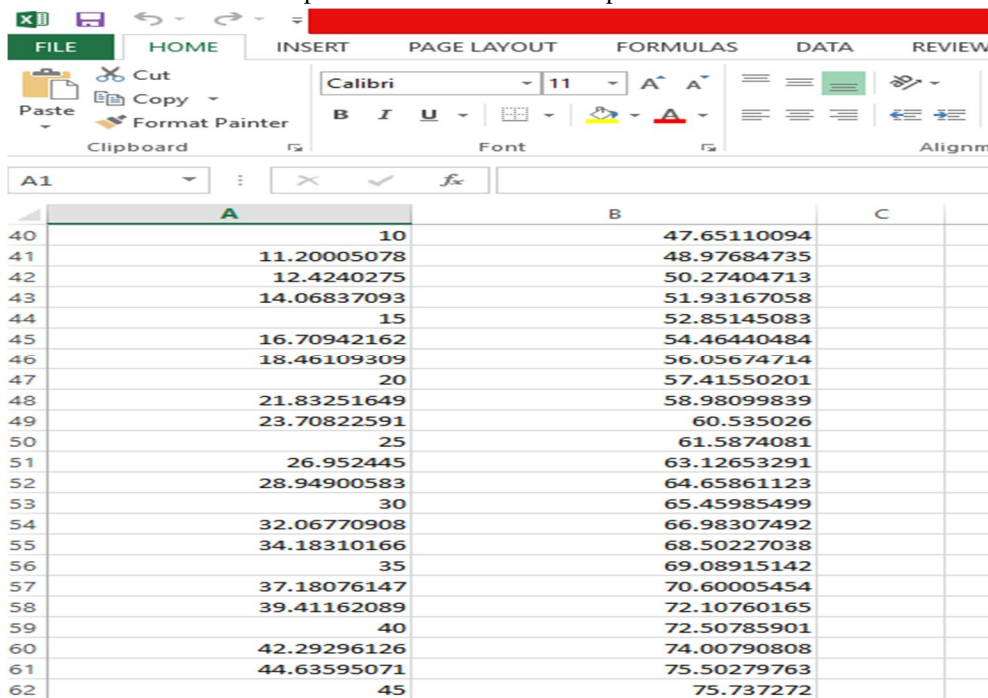 FILE HOME INSERT PAGE LAYOUT FORMULAS DATA REVIEW
Cut
Calibri 11 A A
Paste
Copy
Format Painter
B I U A
Clipboard Font Alignm
A1 fx
A B C
40 10 47.65110094
41 11.20005078 48.97684735
42 12.4240275 50.27404713
43 14.06837093 51.93167058
44 15 52.85145083
45 16.70942162 54.46440484
46 18.46109309 56.05674714
47 20 57.41550201
48 21.83251649 58.98099839
49 23.70822591 60.535026
50 25 61.5874081
51 26.952445 63.12653291
52 28.94900583 64.65861123
53 30 65.45985499
54 32.06770908 66.98307492
55 34.18310166 68.50227038
56 35 69.08915142
57 37.18076147 70.60005454
58 39.41162089 72.10760165
59 40 72.50785901
60 42.29296126 74.00790808
61 44.63595071 75.50279763
62 45 75.737272